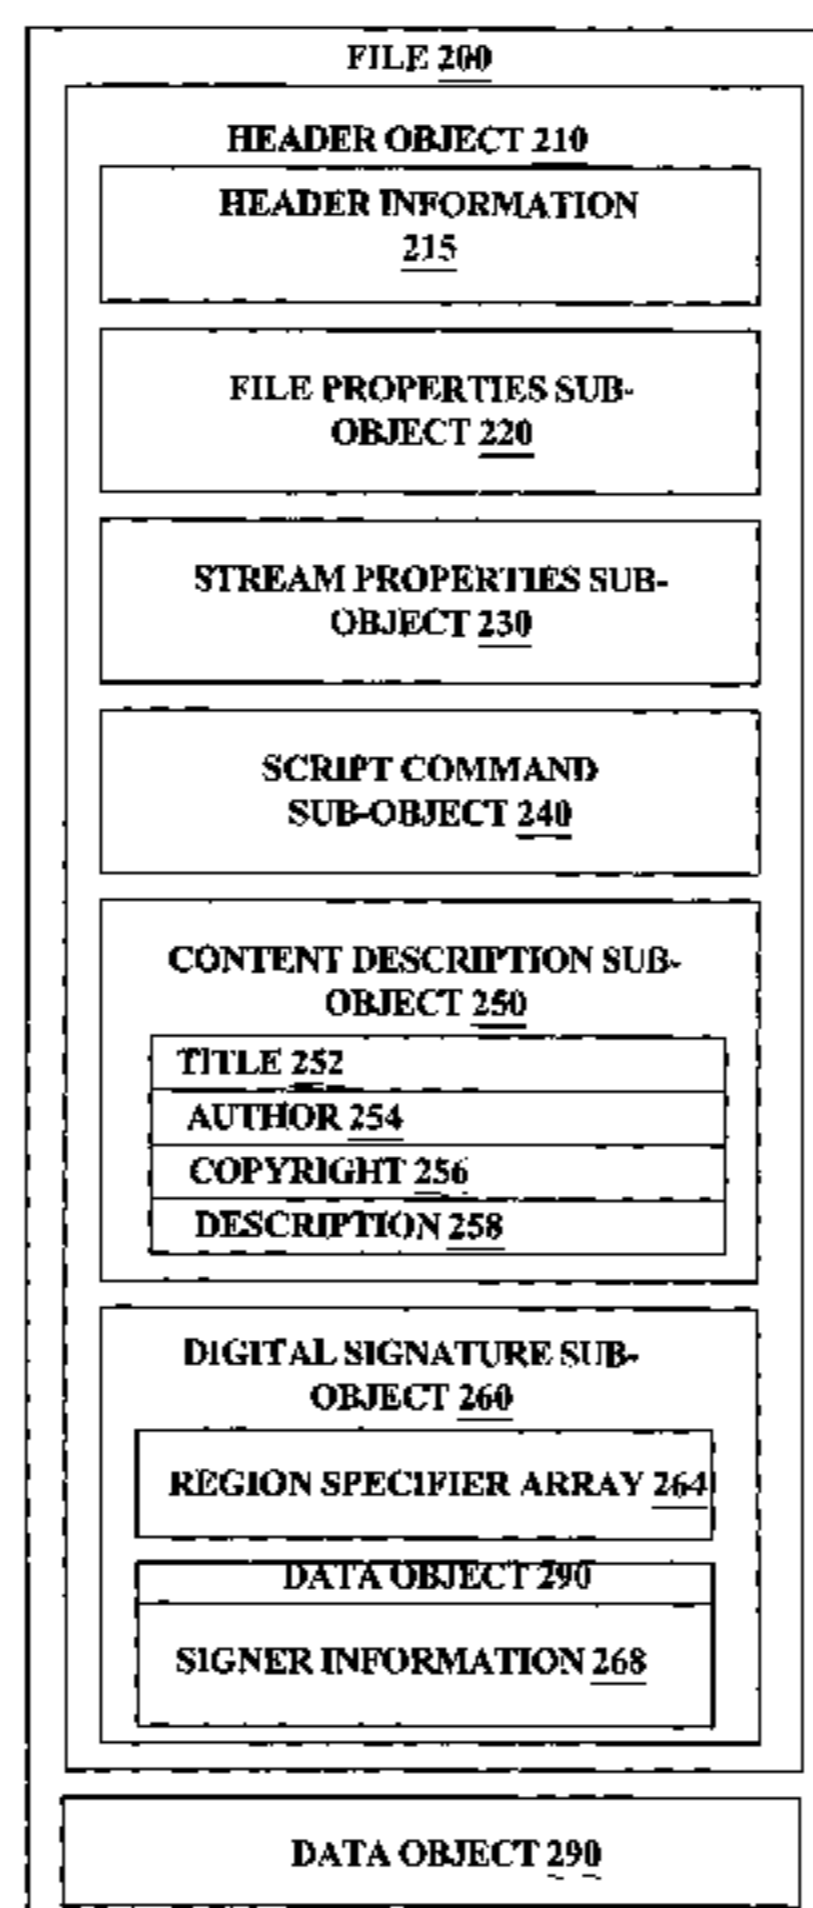 FILE 200
HEADER OBJECT 210
HEADER INFORMATION
215
FILE PROPERTIES SUB-
OBJECT 220
STREAM PROPERTIES SUB-
OBJECT 230
SCRIPT COMMAND
SUB-OBJECT 240
CONTENT DESCRIPTION SUB-
OBJECT 250
TITLE 252
AUTHOR 254
COPYRIGHT 256
DESCRIPTION 258
DIGITAL SIGNATURE SUB-
OBJECT 260
REGION SPECIFIER ARRAY 264
DATA OBJECT 290
SIGNER INFORMATION 268
DATA OBJECT 290